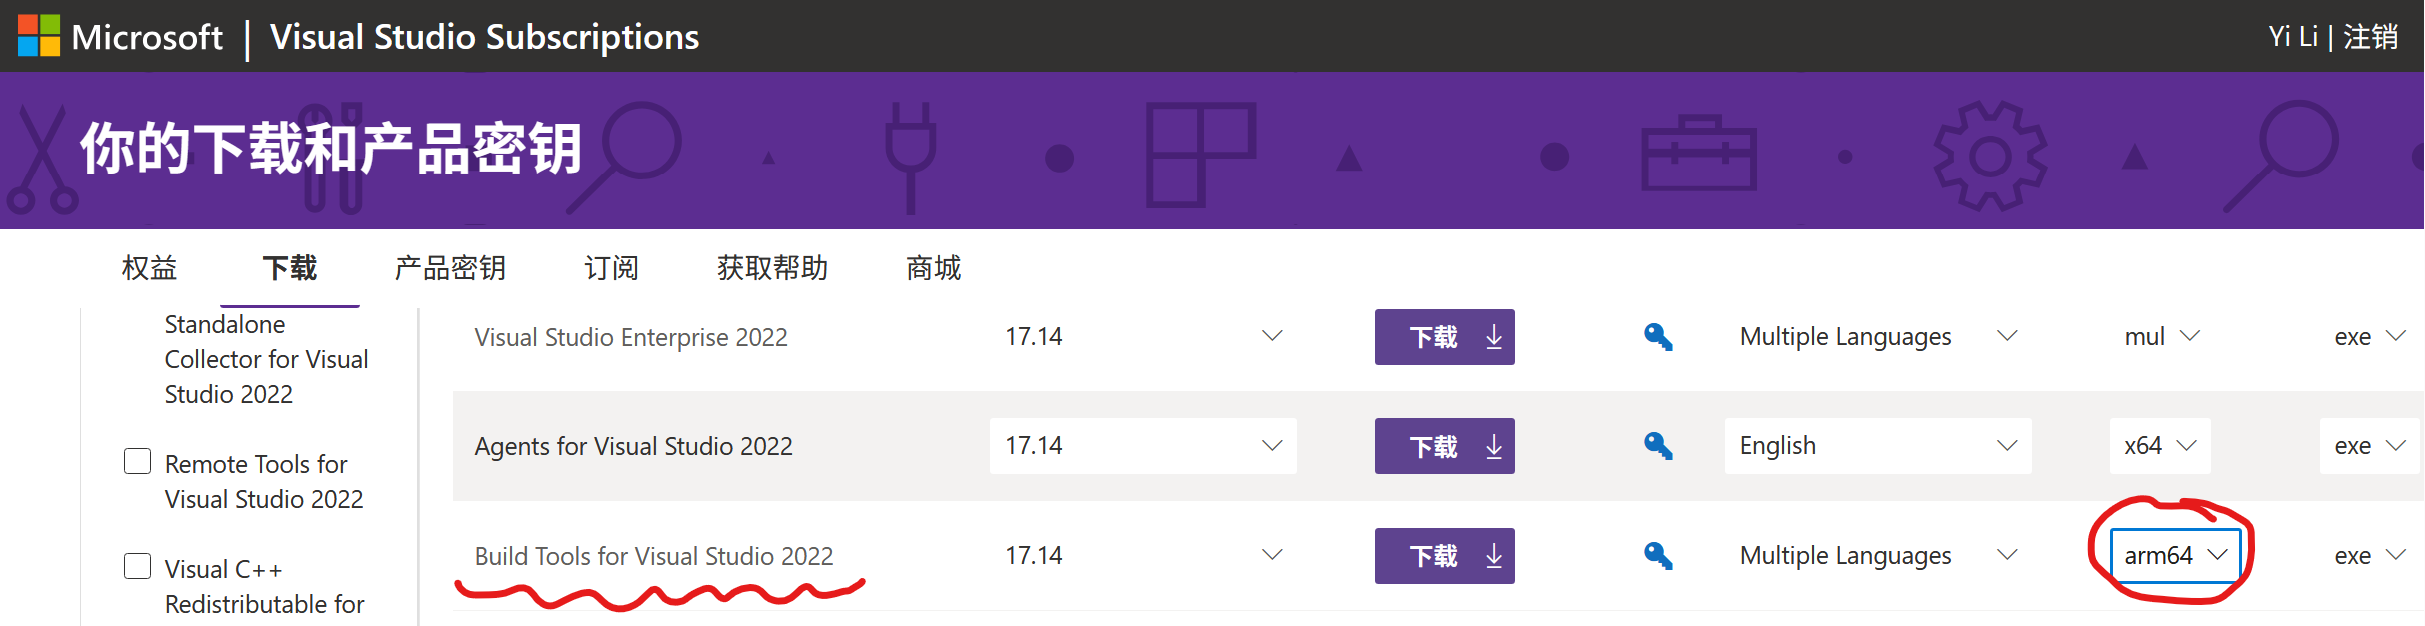 Microsoft | Visual Studio Subscriptions
Yi Li | 注销
你的下载和产品密钥
权益 下载 产品密钥 订阅 获取帮助 商城
Standalone
Collector for Visual
Studio 2022
Remote Tools for
Visual Studio 2022
Visual C++
Redistributable for
Visual Studio Enterprise 2022 17.14 下载 Multiple Languages mul exe
Agents for Visual Studio 2022 17.14 下载 English x64 exe
Build Tools for Visual Studio 2022 17.14 下载 Multiple Languages arm64 exe